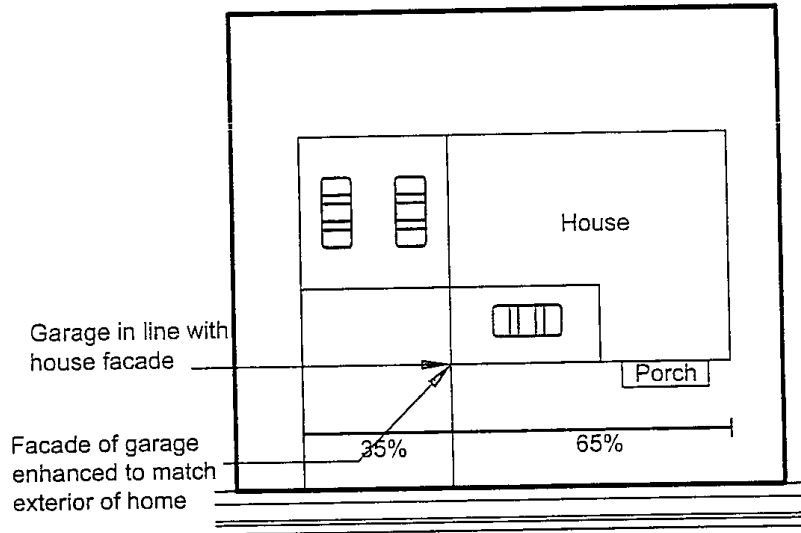 House
Garage in line with
house facade
Porch
Facade of garage
enhanced to match
exterior of home
35%
65%